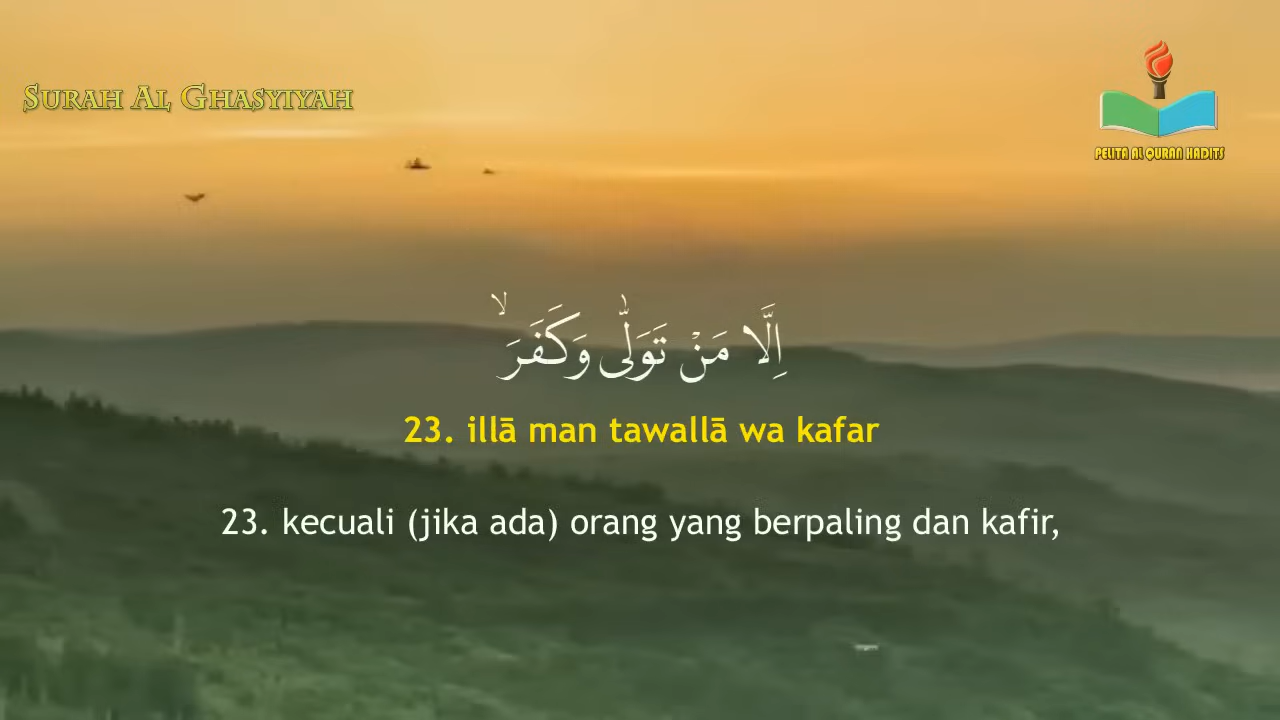 Surah Al Ghasyiyah
PELITA AL QURAN HADITS
اِلَّا مَنْ تَوَلّٰى وَكَفَرَۙ
23. illā man tawallā wa kafar
23. kecuali (jika ada) orang yang berpaling dan kafir,